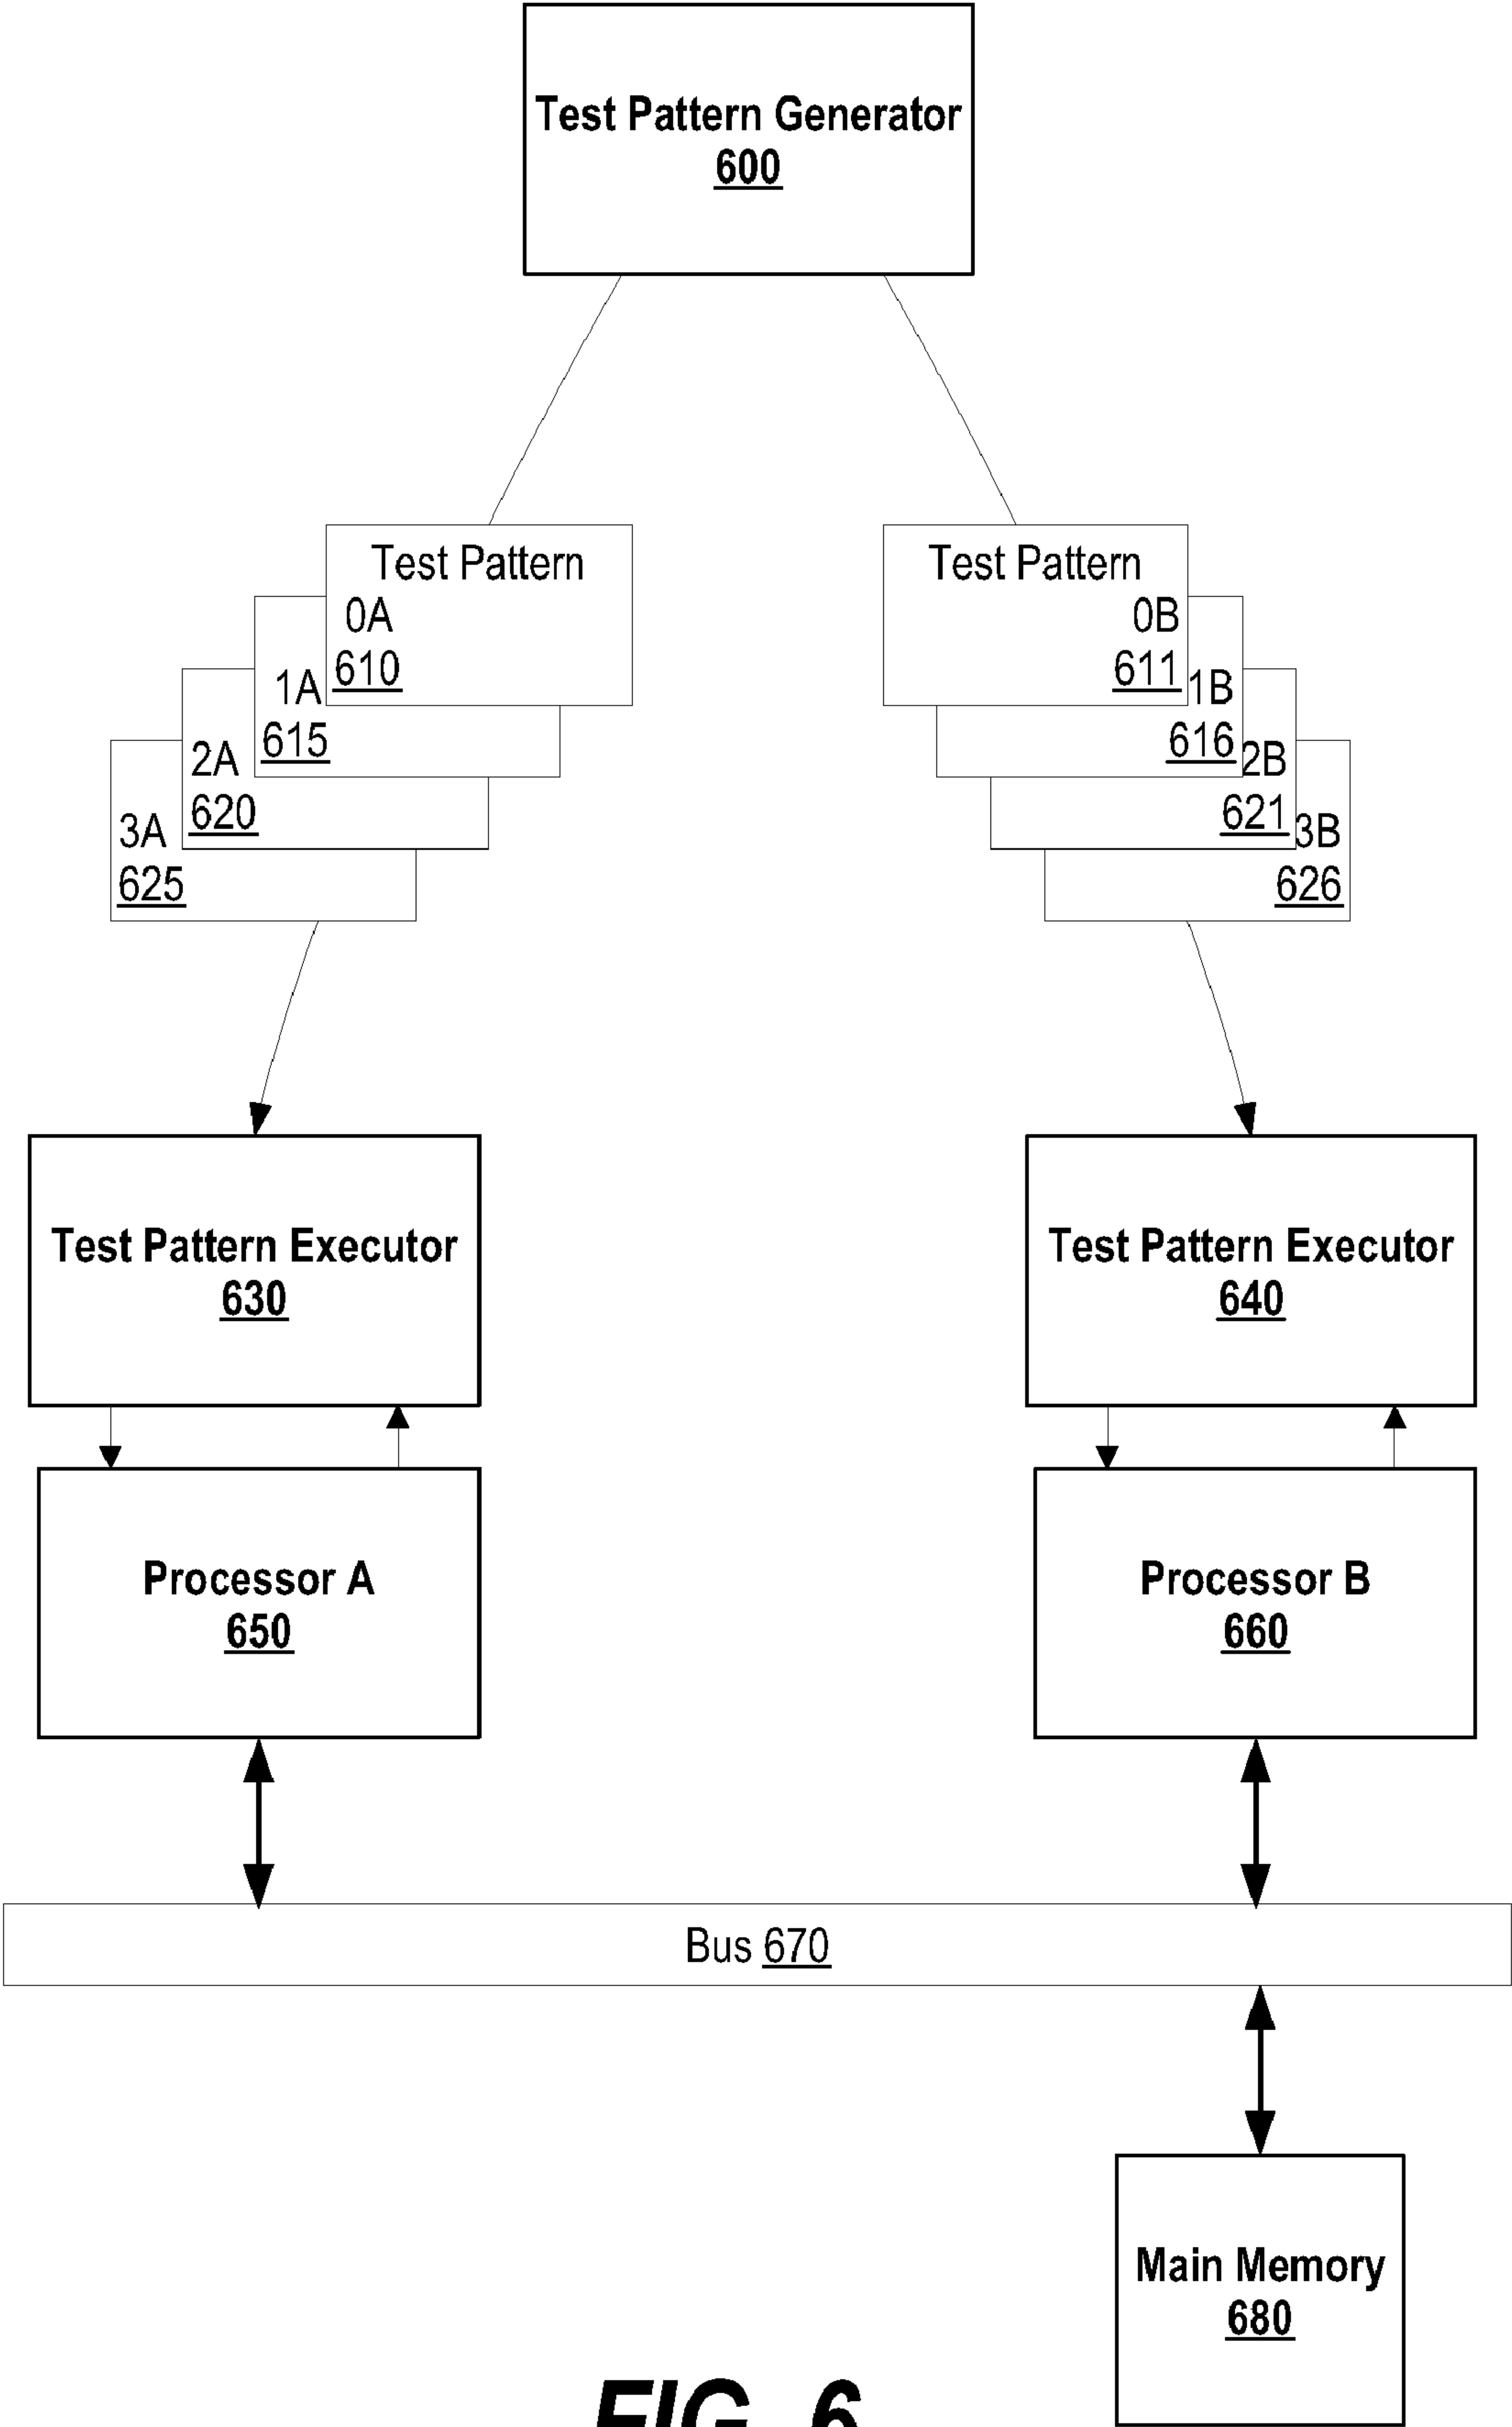 Test Pattern Generator
600
Test Pattern
0A
610
1A
615
2A
620
3A
625
Test Pattern
0B
611
1B
616
2B
621
3B
626
Test Pattern Executor
630
Test Pattern Executor
640
Processor A
650
Processor B
660
Bus 670
Main Memory
680
FIG. 6